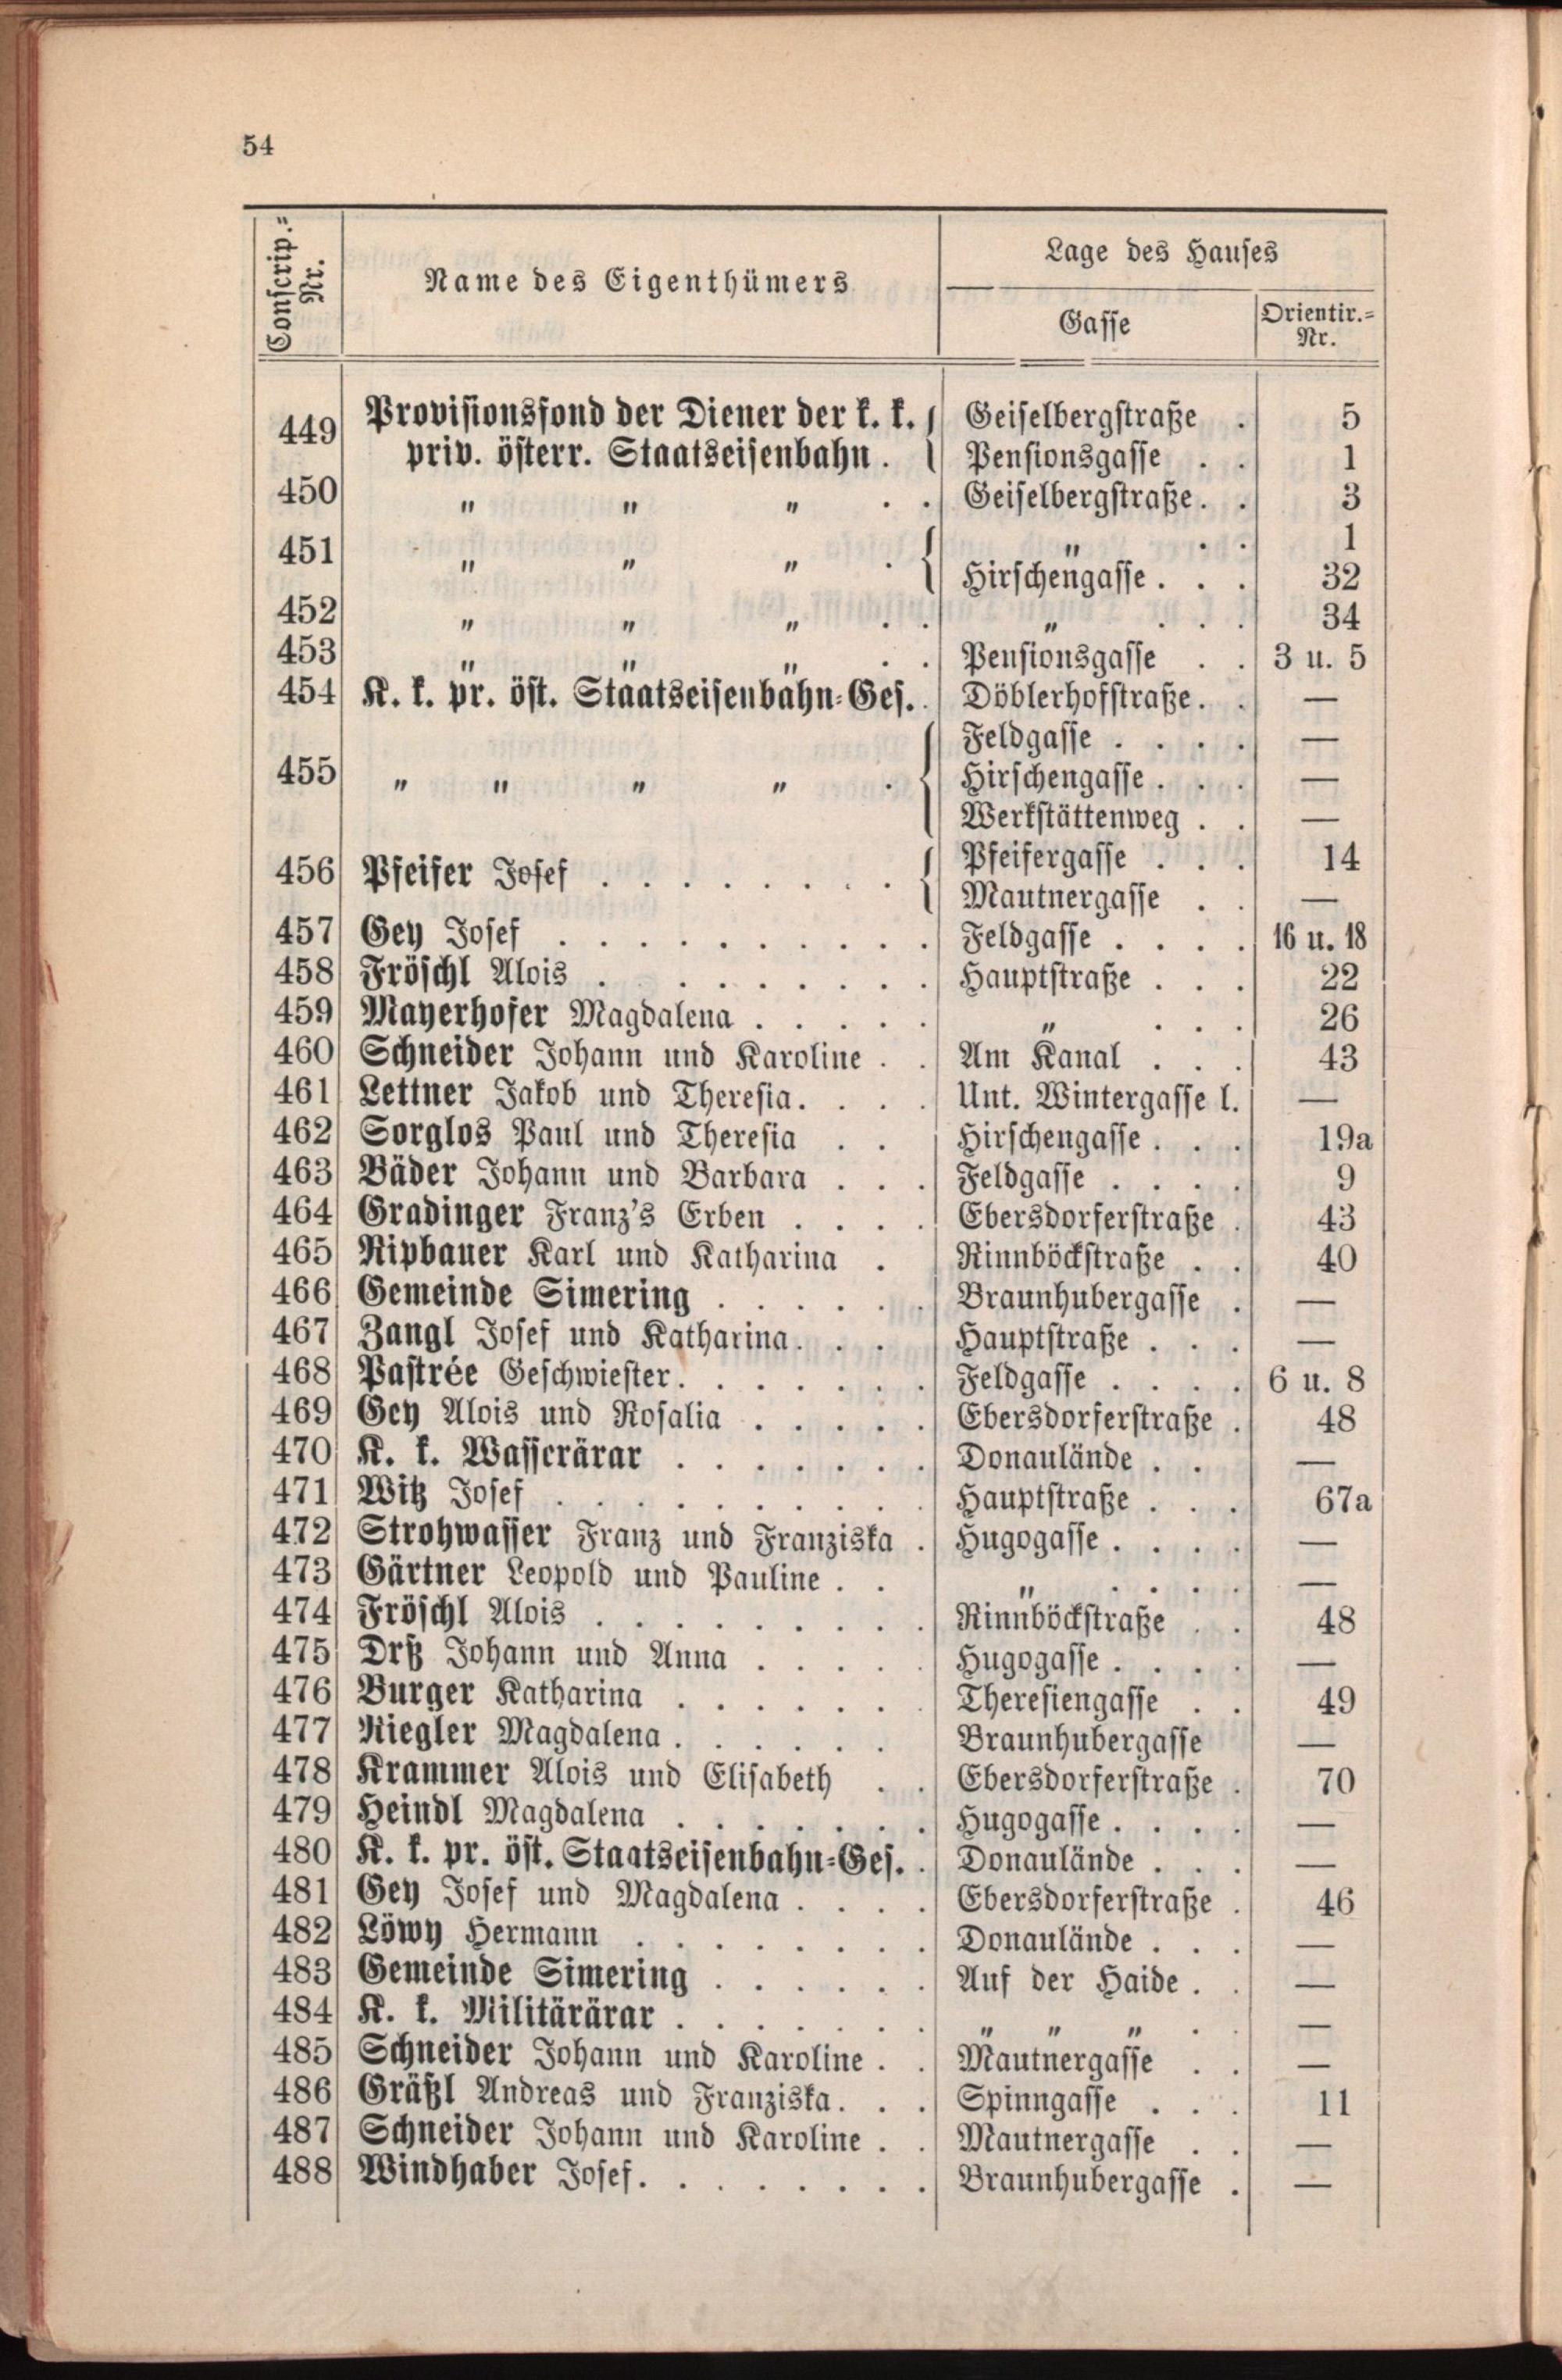 54
Conscrip.=Nr. Name des Eigenthümers Lage des Hauses
Gasse Orientir.=Nr.
449 Provisionsfond der Diener der k. k. Geiselbergstraße . 5
priv. österr. Staatseisenbahn . Pensionsgasse . . 1
450 " " " . . Geiselbergstraße . . 3
451 " " " . " . . 1
Hirschengasse . . . 32
452 " " " . . " . . . 34
453 " " " . . Pensionsgasse . . 3 u. 5
454 K. k. pr. öst. Staatseisenbahn=Ges. . Döblerhofstraße . . —
Feldgasse . . . . —
455 " " " " . Hirschengasse . . . —
Werkstättenweg . . —
456 Pfeifer Josef . . . . . . . . Pfeifergasse . . . 14
Mautnergasse . . —
457 Gey Josef . . . . . . . . . . Feldgasse . . . . 16 u. 18
458 Fröschl Alois . . . . . . . . Hauptstraße . . . 22
459 Mayerhofer Magdalena . . . . . " . . . 26
460 Schneider Johann und Karoline . . Am Kanal . . . 43
461 Lettner Jakob und Theresia . . . . Unt. Wintergasse l. —
462 Sorglos Paul und Theresia . . Hirschengasse . . . 19a
463 Bäder Johann und Barbara . . . Feldgasse . . . . 9
464 Gradinger Franz's Erben . . . . Ebersdorferstraße . 43
465 Ripbauer Karl und Katharina . Rinnböckstraße . . 40
466 Gemeinde Simering . . . . . . Braunhubergasse . —
467 Zangl Josef und Katharina . . . Hauptstraße . . . —
468 Pastrée Geschwiester . . . . . . . Feldgasse . . . . 6 u. 8
469 Gey Alois und Rosalia . . . . . Ebersdorferstraße . 48
470 K. k. Wasserärar . . . . . . . Donaulände . . —
471 Witz Josef . . . . . . . . . . Hauptstraße . . . 67a
472 Strohwasser Franz und Franziska . Hugogasse . . . . —
473 Gärtner Leopold und Pauline . . " . . . . —
474 Fröschl Alois . . . . . . . . . Rinnböckstraße . . 48
475 Drß Johann und Anna . . . . . Hugogasse . . . . —
476 Burger Katharina . . . . . . . Theresiengasse . . 49
477 Riegler Magdalena . . . . . . Braunhubergasse —
478 Krammer Alois und Elisabeth . . Ebersdorferstraße . 70
479 Heindl Magdalena . . . . . . . Hugogasse . . . . —
480 K. k. pr. öst. Staatseisenbahn=Ges. . Donaulände . . . —
481 Gey Josef und Magdalena . . . . Ebersdorferstraße . 46
482 Löwy Hermann . . . . . . . . Donaulände . . . —
483 Gemeinde Simering . . . . . . Auf der Haide . . —
484 K. k. Militärärar . . . . . . . " " " . . —
485 Schneider Johann und Karoline . . Mautnergasse . . —
486 Gräßl Andreas und Franziska . . . Spinngasse . . . 11
487 Schneider Johann und Karoline . . Mautnergasse . . —
488 Windhaber Josef . . . . . . . . Braunhubergasse . —